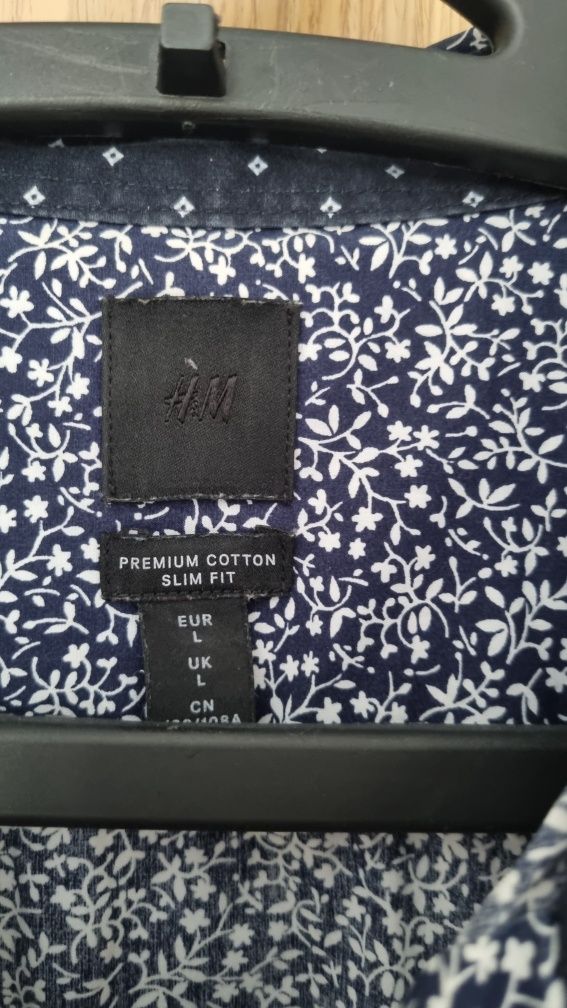 H&M
PREMIUM COTTON
SLIM FIT
EUR
L
UK
L
CN